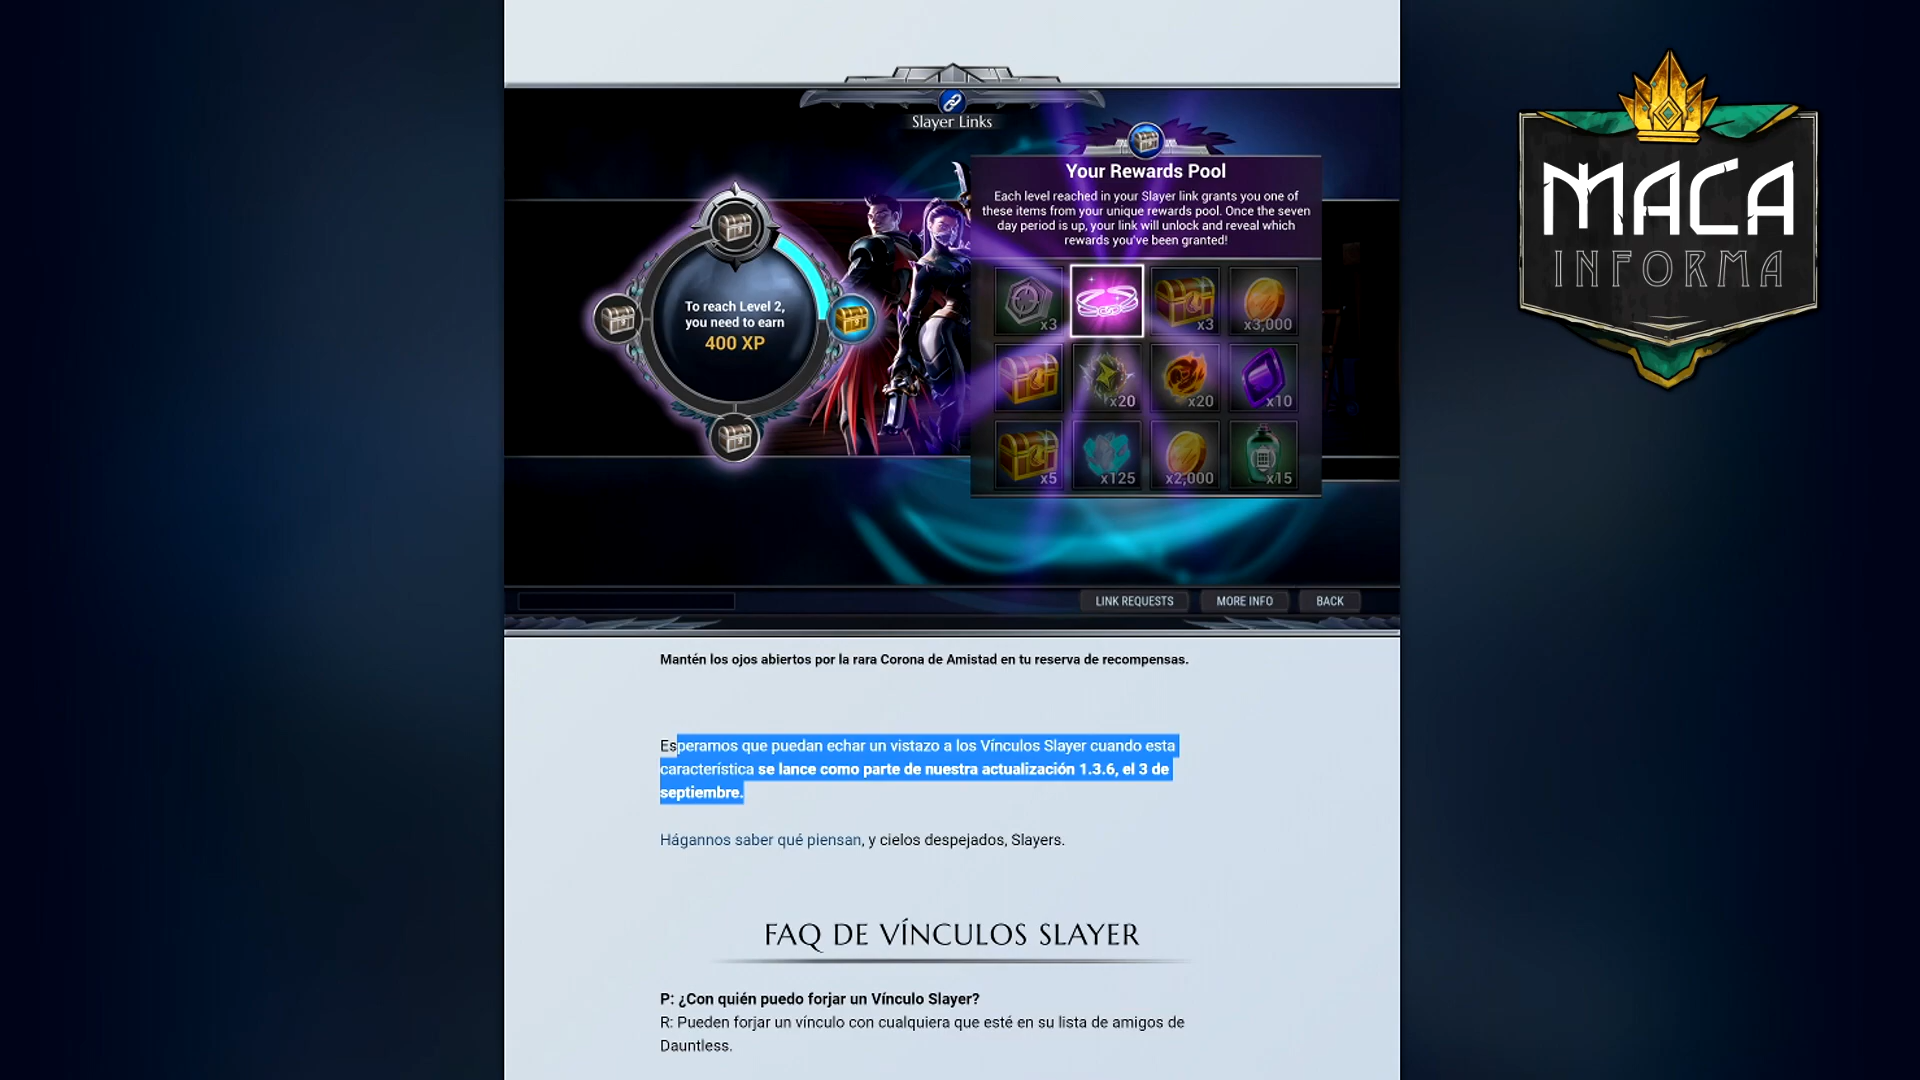 Slayer Links
MACA
INFORMA
Your Rewards Pool
Each level reached in your Slayer link grants you one of
these items from your unique rewards pool. Once the seven
day period is up, your link will unlock and reveal which
rewards you've been granted!
To reach Level 2,
you need to earn
400 XP
x3
x3
x3,000
x20
x20
x10
x5
x125
x2,000
x15
LINK REQUESTS
MORE INFO
BACK
Mantén los ojos abiertos por la rara Corona de Amistad en tu reserva de recompensas.
Esperamos que puedan echar un vistazo a los Vínculos Slayer cuando esta
característica se lance como parte de nuestra actualización 1.3.6, el 3 de
septiembre.
Hágannos saber qué piensan, y cielos despejados, Slayers.
FAQ DE VÍNCULOS SLAYER
P: ¿Con quién puedo forjar un Vínculo Slayer?
R: Pueden forjar un vínculo con cualquiera que esté en su lista de amigos de
Dauntless.